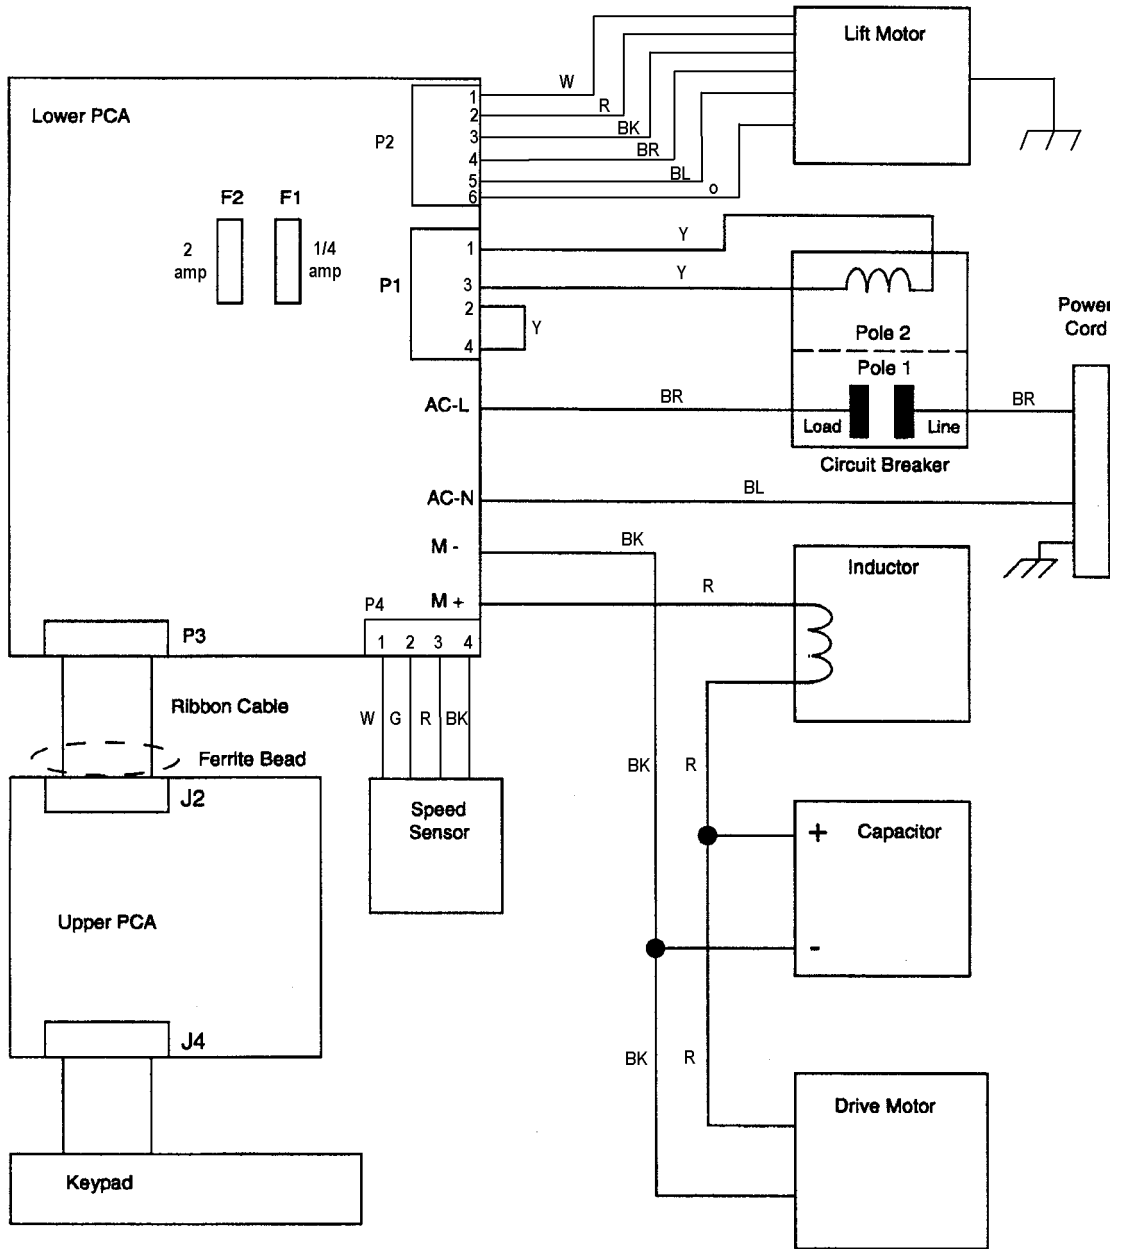 Lift Motor
W
Lower PCA
1
R
2
BK
P2
3
BR
4
BL
5
o
6
F2
F1
2
amp
1/4
amp
P1
1
Y
3
Y
2
Y
4
Pole 2
Pole 1
Power
Cord
AC-L
BR
BR
Load
Line
Circuit Breaker
AC-N
BL
M -
BK
Inductor
M +
R
P4
P3
1
2
3
4
Ribbon Cable
W
G
R
BK
Ferrite Bead
BK
R
J2
Speed
Sensor
+
Capacitor
Upper PCA
-
J4
BK
R
Drive Motor
Keypad